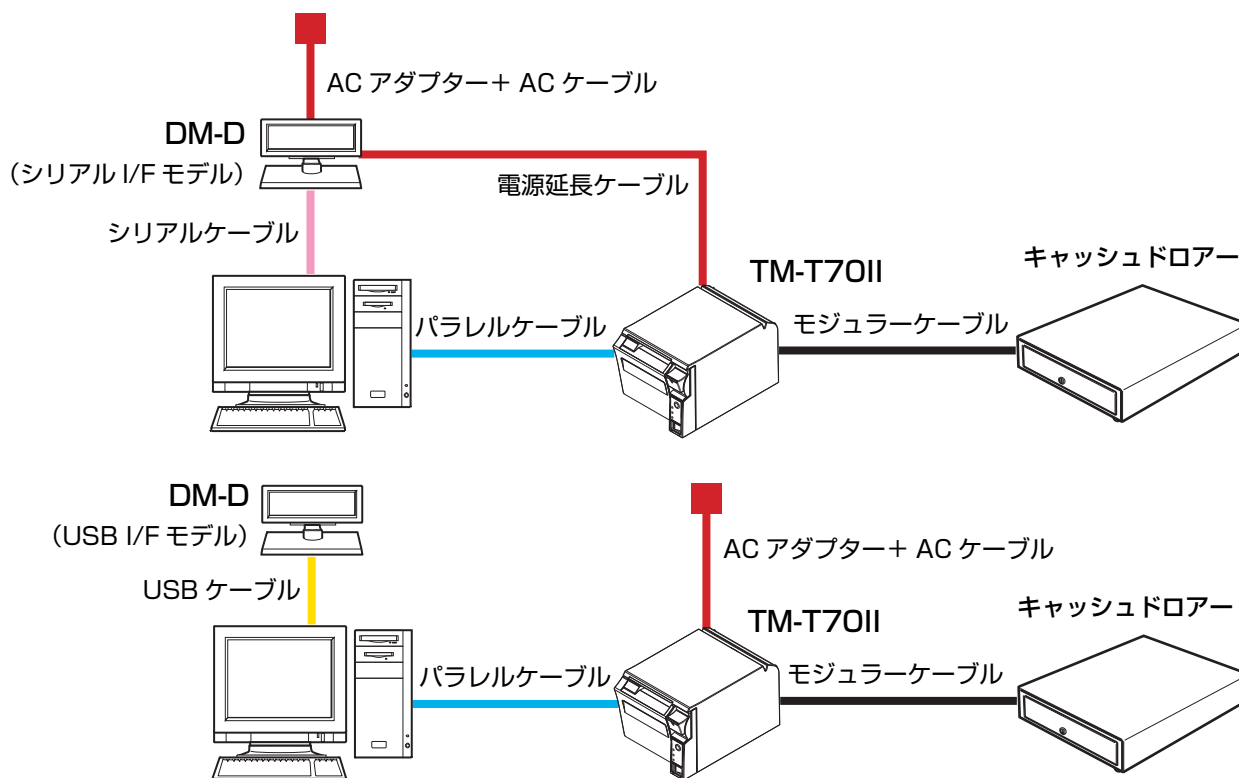 AC アダプター＋ AC ケーブル
DM-D
（シリアル I/F モデル）
電源延長ケーブル
シリアルケーブル
TM-T70II
キャッシュドロアー
パラレルケーブル
モジュラーケーブル
DM-D
（USB I/F モデル）
AC アダプター＋ AC ケーブル
USB ケーブル
キャッシュドロアー
TM-T70II
パラレルケーブル
モジュラーケーブル